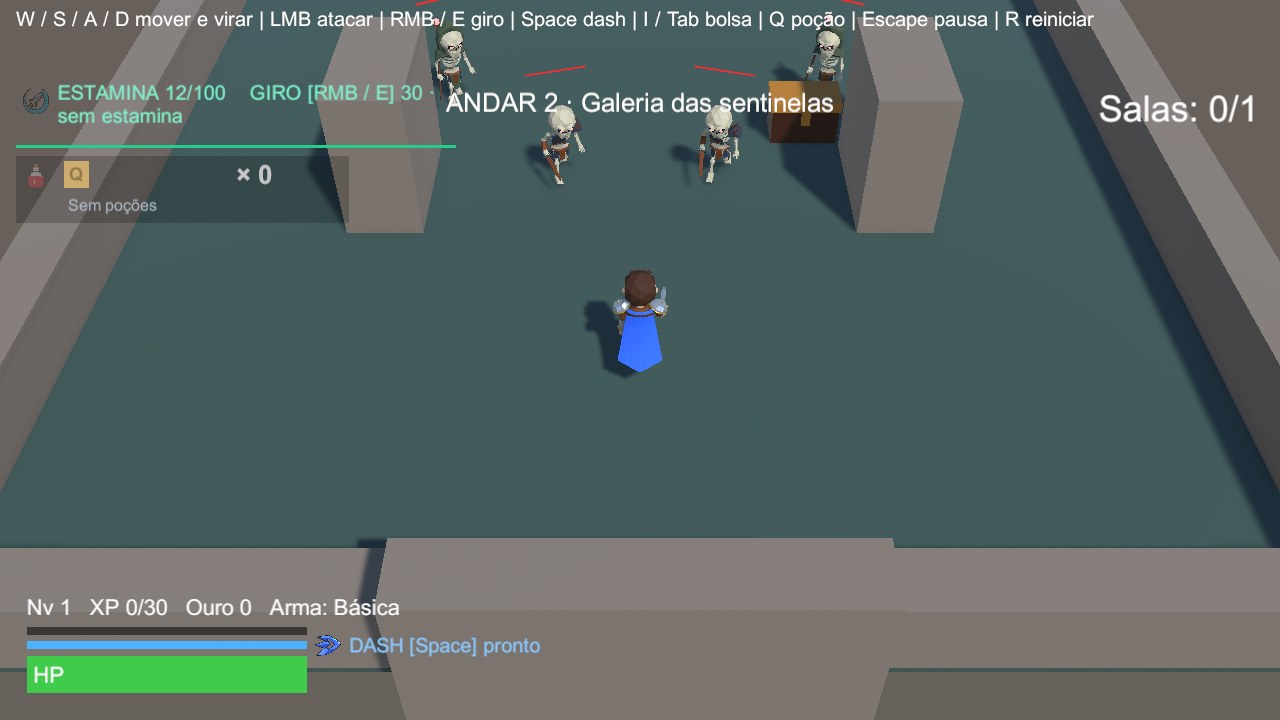 W / S / A / D mover e virar | LMB atacar | RMB / E giro | Space dash | I / Tab bolsa | Q poção | Escape pausa | R reiniciar
ESTAMINA 12/100 GIRO [RMB / E] 30 ·
sem estamina
ANDAR 2 · Galeria das sentinelas
Salas: 0/1
Q × 0
Sem poções
Nv 1 XP 0/30 Ouro 0 Arma: Básica
DASH [Space] pronto
HP